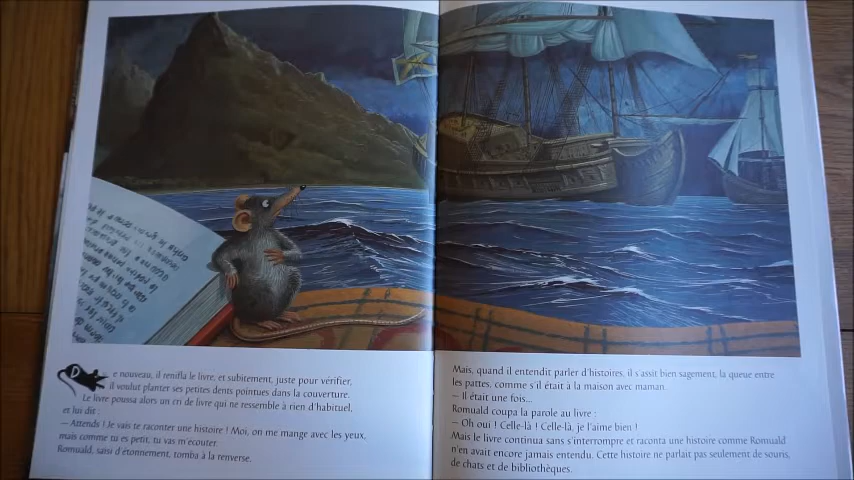 De nouveau, il renifla le livre, et subitement, juste pour vérifier,
il voulut planter ses petites dents pointues dans la couverture.
Le livre poussa alors un cri de livre qui ne ressemble à rien d'habituel,
et lui dit :
— Attends ! Je vais te raconter une histoire ! Moi, on me mange avec les yeux,
mais comme tu es petit, tu vas m'écouter.
Romuald, saisi d'étonnement, tomba à la renverse.
Mais, quand il entendit parler d'histoires, il s'assit bien sagement, la queue entre
les pattes, comme s'il était à la maison avec maman.
— Il était une fois...
Romuald coupa la parole au livre :
— Oh oui ! Celle-là ! Celle-là, je l'aime bien !
Mais le livre continua sans s'interrompre et raconta une histoire comme Romuald
n'en avait encore jamais entendu. Cette histoire ne parlait pas seulement de souris,
de chats et de bibliothèques.